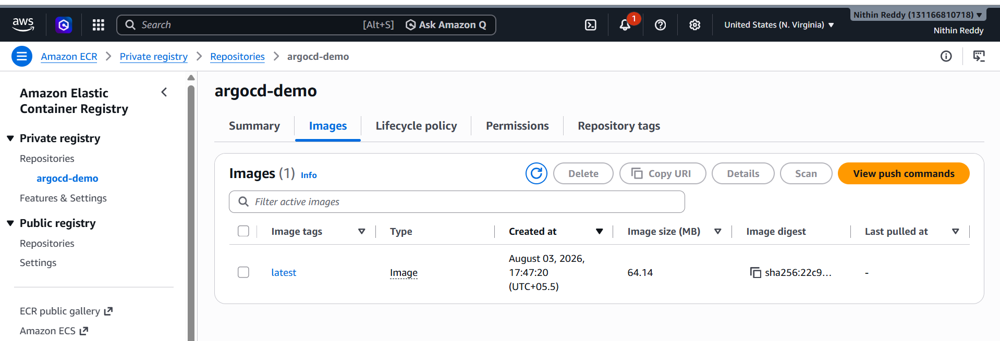 aws
Search [Alt+S] Ask Amazon Q
1
United States (N. Virginia) ▼
Nithin Reddy (131166810718) ▼
Nithin Reddy
Amazon ECR > Private registry > Repositories > argocd-demo
Amazon Elastic
Container Registry
Private registry
Repositories
argocd-demo
Features & Settings
Public registry
Repositories
Settings
ECR public gallery
Amazon ECS
argocd-demo
Summary Images Lifecycle policy Permissions Repository tags
Images (1) Info
Delete Copy URI Details Scan View push commands
Filter active images
Image tags Type Created at Image size (MB) Image digest Last pulled at
latest Image August 03, 2026,
17:47:20
(UTC+05.5) 64.14 sha256:22c9... -